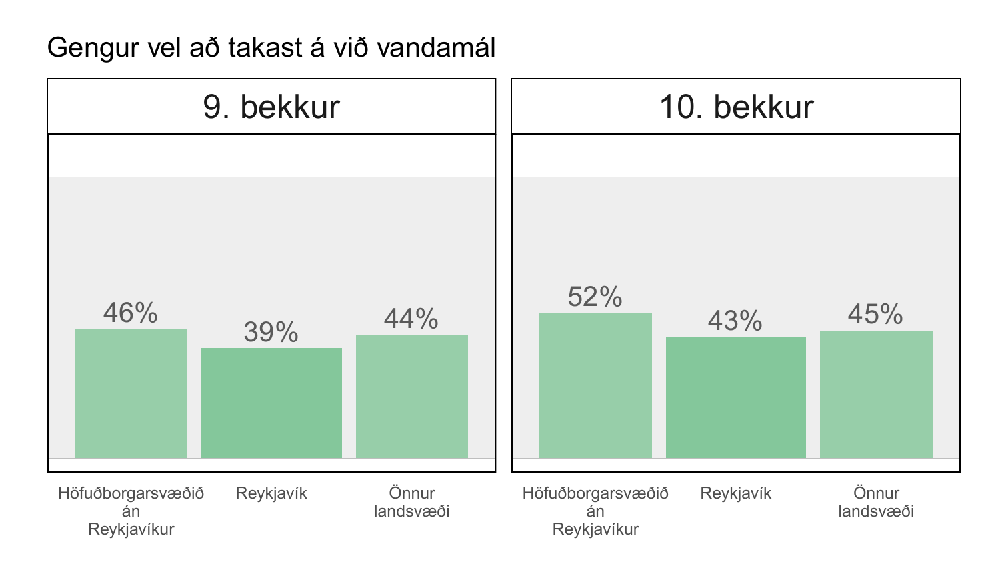 Gengur vel að takast á við vandamál
9. bekkur
10. bekkur
46%
39%
44%
52%
43%
45%
Höfuðborgarsvæðið
án
Reykjavíkur
Reykjavík
Önnur
landsvæði
Höfuðborgarsvæðið
án
Reykjavíkur
Reykjavík
Önnur
landsvæði